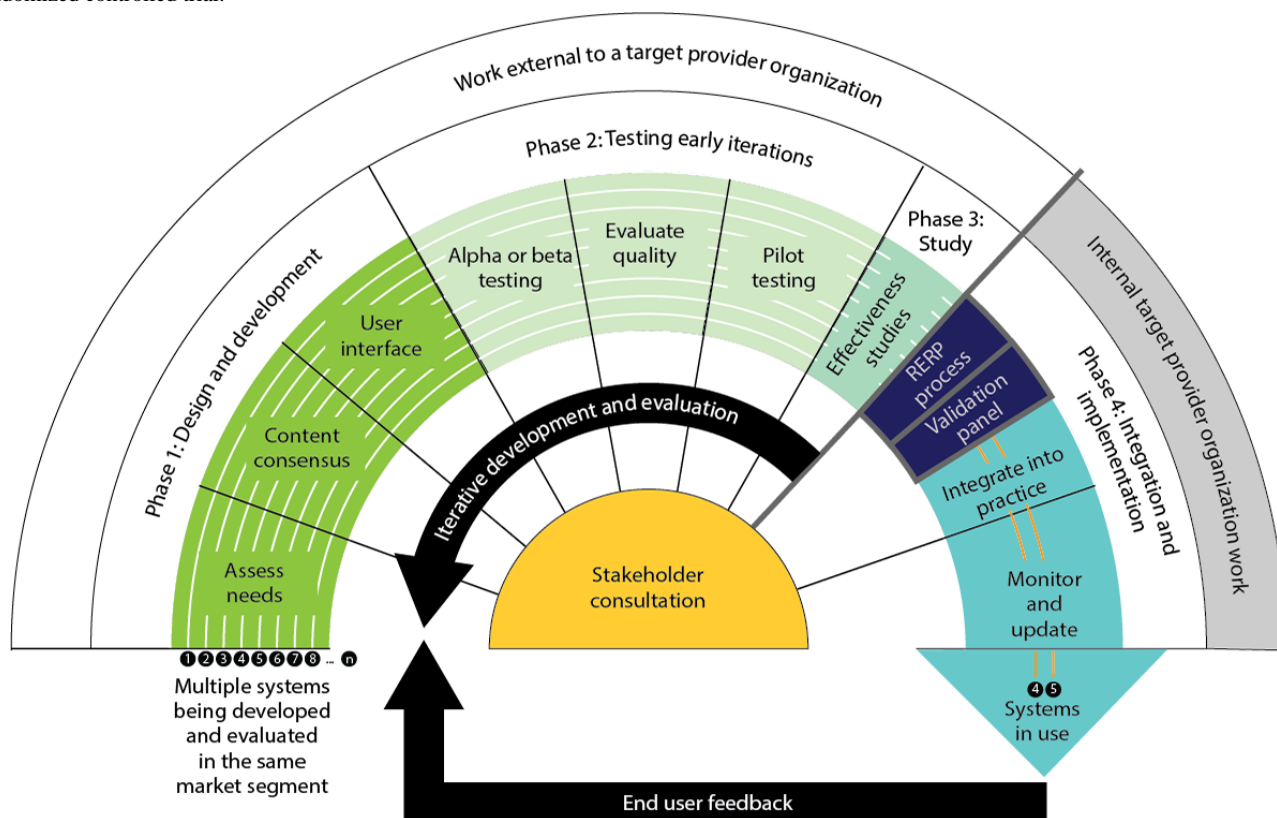 domized controlled trial.
Work external to a target provider organization
Phase 2: Testing early iterations
Phase 1: Design and development
Phase 3:
Study
Internal target provider organization work
Phase 4: Integration and
implementation
Alpha or beta
testing
Evaluate
quality
Pilot
testing
Effectiveness
studies
User
interface
Content
consensus
Assess
needs
RERP
process
Validation
panel
Integrate into
practice
Monitor
and
update
Iterative development and evaluation
Stakeholder
consultation
1 2 3 4 5 6 7 8 ... n
Multiple systems
being developed
and evaluated
in the same
market segment
4 5
Systems
in use
End user feedback